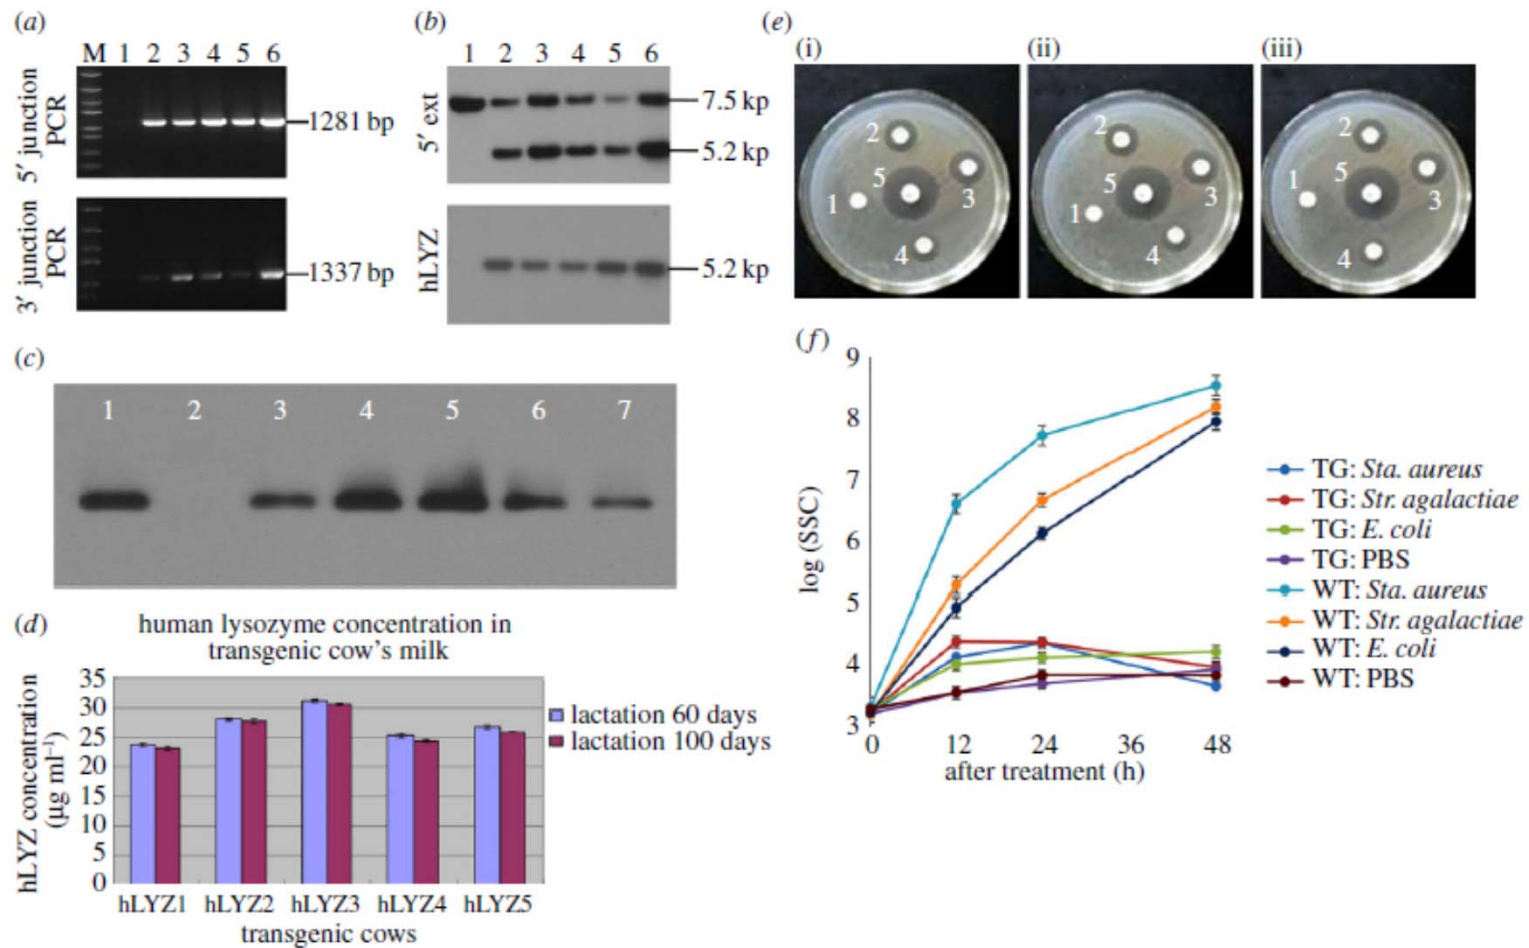 (a)
M 1 2 3 4 5 6
5′ junction
PCR
1281 bp
3′ junction
PCR
1337 bp
(b)
1 2 3 4 5 6
5′ ext
7.5 kp
5.2 kp
hLYZ
5.2 kp
(c)
1 2 3 4 5 6 7
(d)
human lysozyme concentration in
transgenic cow's milk
hLYZ concentration
(µg ml⁻¹)
35
30
25
20
15
10
5
0
hLYZ1 hLYZ2 hLYZ3 hLYZ4 hLYZ5
transgenic cows
lactation 60 days
lactation 100 days
(e)
(i)
2
5
3
1
4
(ii)
2
5
3
1
4
(iii)
2
5
1
3
4
(f)
log (SSC)
9
8
7
6
5
4
3
0 12 24 36 48
after treatment (h)
TG: Sta. aureus
TG: Str. agalactiae
TG: E. coli
TG: PBS
WT: Sta. aureus
WT: Str. agalactiae
WT: E. coli
WT: PBS